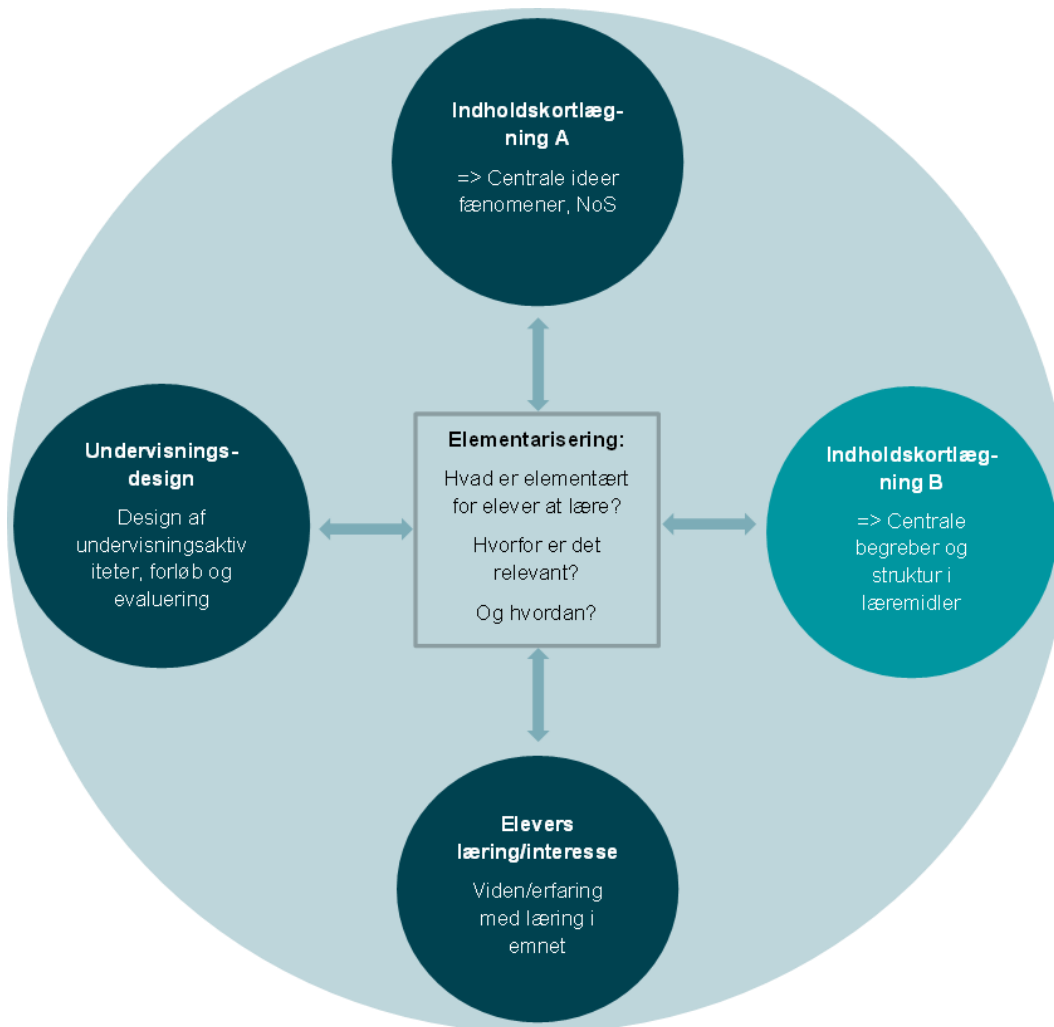 Indholdskortlæg-
ning A
=> Centrale ideer
fænomener, NoS
Undervisnings-
design
Design af
undervisningsaktiv
iteter, forløb og
evaluering
Elementarisering:
Hvad er elementært
for elever at lære?
Hvorfor er det
relevant?
Og hvordan?
Indholdskortlæg-
ning B
=> Centrale
begreber og
struktur i
læremidler
Elevers
læring/interesse
Viden/erfaring
med læring i
emnet